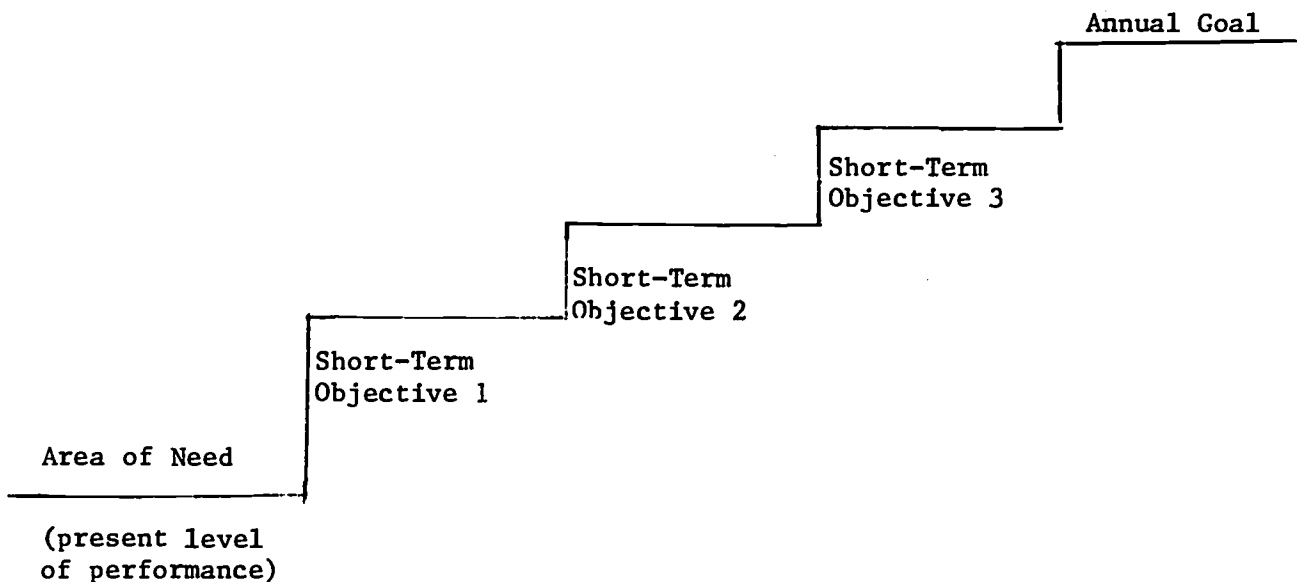 Annual Goal
Short-Term
Objective 3
Short-Term
Objective 2
Short-Term
Objective 1
Area of Need
(present level
of performance)